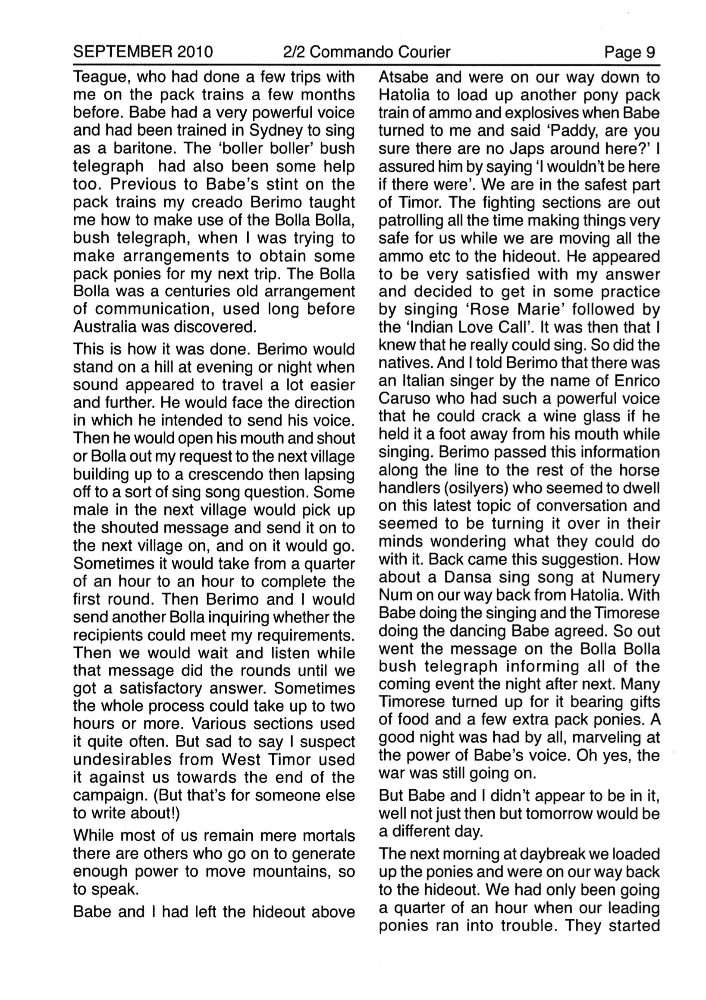 SEPTEMBER 2010 2/2 Commando Courier Page 9
Teague, who had done a few trips with
me on the pack trains a few months
before. Babe had a very powerful voice
and had been trained in Sydney to sing
as a baritone. The ‘boller boller’ bush
telegraph had also been some help
too. Previous to Babe’s stint on the
pack trains my creado Berimo taught
me how to make use of the Bolla Bolla,
bush telegraph, when I was trying to
make arrangements to obtain some
pack ponies for my next trip. The Bolla
Bolla was a centuries old arrangement
of communication, used long before
Australia was discovered.
This is how it was done. Berimo would
stand on a hill at evening or night when
sound appeared to travel a lot easier
and further. He would face the direction
in which he intended to send his voice.
Then he would open his mouth and shout
or Bolla out my request to the next village
building up to a crescendo then lapsing
off to a sort of sing song question. Some
male in the next village would pick up
the shouted message and send it on to
the next village on, and on it would go.
Sometimes it would take from a quarter
of an hour to an hour to complete the
first round. Then Berimo and I would
send another Bolla inquiring whether the
recipients could meet my requirements.
Then we would wait and listen while
that message did the rounds until we
got a satisfactory answer. Sometimes
the whole process could take up to two
hours or more. Various sections used
it quite often. But sad to say I suspect
undesirables from West Timor used
it against us towards the end of the
campaign. (But that’s for someone else
to write about!)
While most of us remain mere mortals
there are others who go on to generate
enough power to move mountains, so
to speak.
Babe and I had left the hideout above
Atsabe and were on our way down to
Hatolia to load up another pony pack
train of ammo and explosives when Babe
turned to me and said ‘Paddy, are you
sure there are no Japs around here?’ I
assured him by saying ‘I wouldn’t be here
if there were’. We are in the safest part
of Timor. The fighting sections are out
patrolling all the time making things very
safe for us while we are moving all the
ammo etc to the hideout. He appeared
to be very satisfied with my answer
and decided to get in some practice
by singing ‘Rose Marie’ followed by
the ‘Indian Love Call’. It was then that I
knew that he really could sing. So did the
natives. And I told Berimo that there was
an Italian singer by the name of Enrico
Caruso who had such a powerful voice
that he could crack a wine glass if he
held it a foot away from his mouth while
singing. Berimo passed this information
along the line to the rest of the horse
handlers (osilyers) who seemed to dwell
on this latest topic of conversation and
seemed to be turning it over in their
minds wondering what they could do
with it. Back came this suggestion. How
about a Dansa sing song at Numery
Num on our way back from Hatolia. With
Babe doing the singing and the Timorese
doing the dancing Babe agreed. So out
went the message on the Bolla Bolla
bush telegraph informing all of the
coming event the night after next. Many
Timorese turned up for it bearing gifts
of food and a few extra pack ponies. A
good night was had by all, marveling at
the power of Babe’s voice. Oh yes, the
war was still going on.
But Babe and I didn’t appear to be in it,
well not just then but tomorrow would be
a different day.
The next morning at daybreak we loaded
up the ponies and were on our way back
to the hideout. We had only been going
a quarter of an hour when our leading
ponies ran into trouble. They started